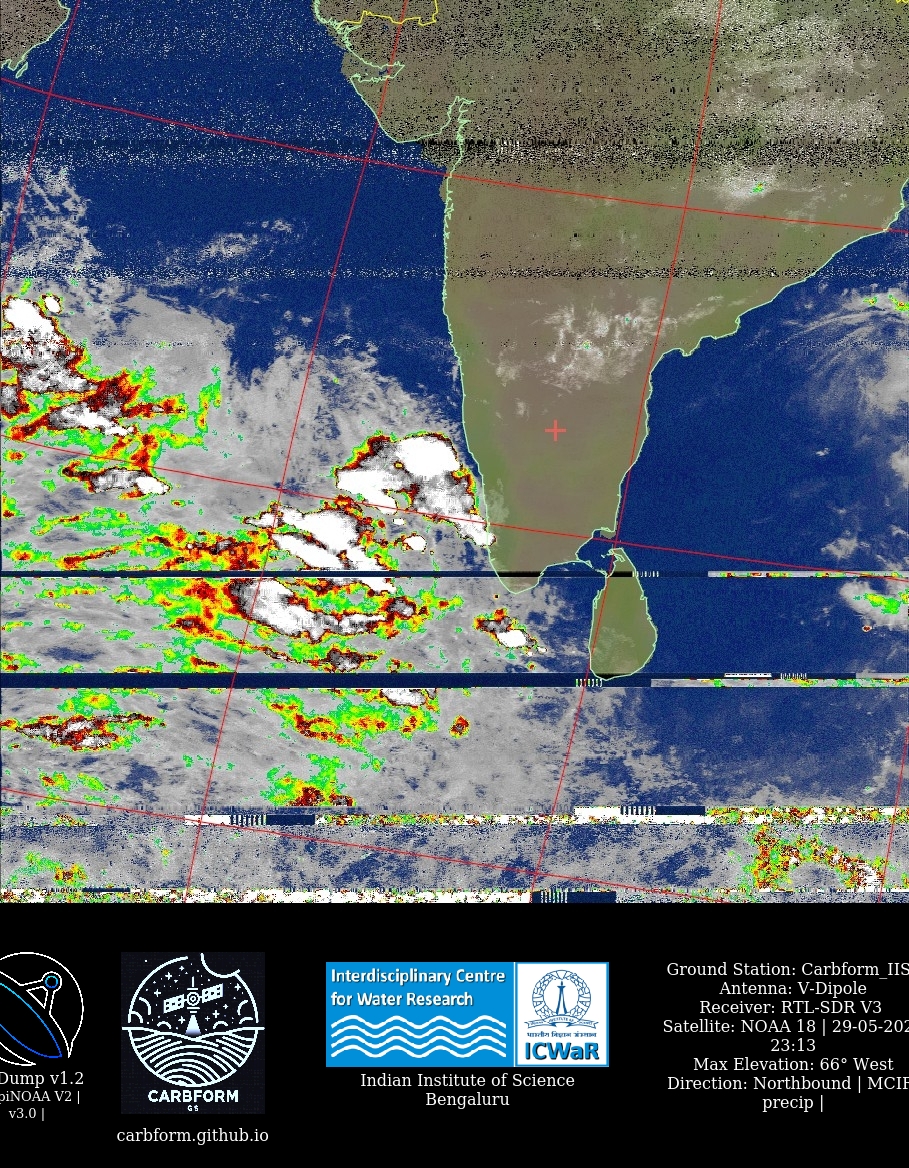 Interdisciplinary Centre
for Water Research
भारतीय विज्ञान संस्थान
ICWaR
Indian Institute of Science
Bengaluru
CARBFORM
GS
carbform.github.io
Dump v1.2
piNOAA V2 |
v3.0 |
Ground Station: Carbform_IIS
Antenna: V-Dipole
Receiver: RTL-SDR V3
Satellite: NOAA 18 | 29-05-202
23:13
Max Elevation: 66° West
Direction: Northbound | MCIR
precip |